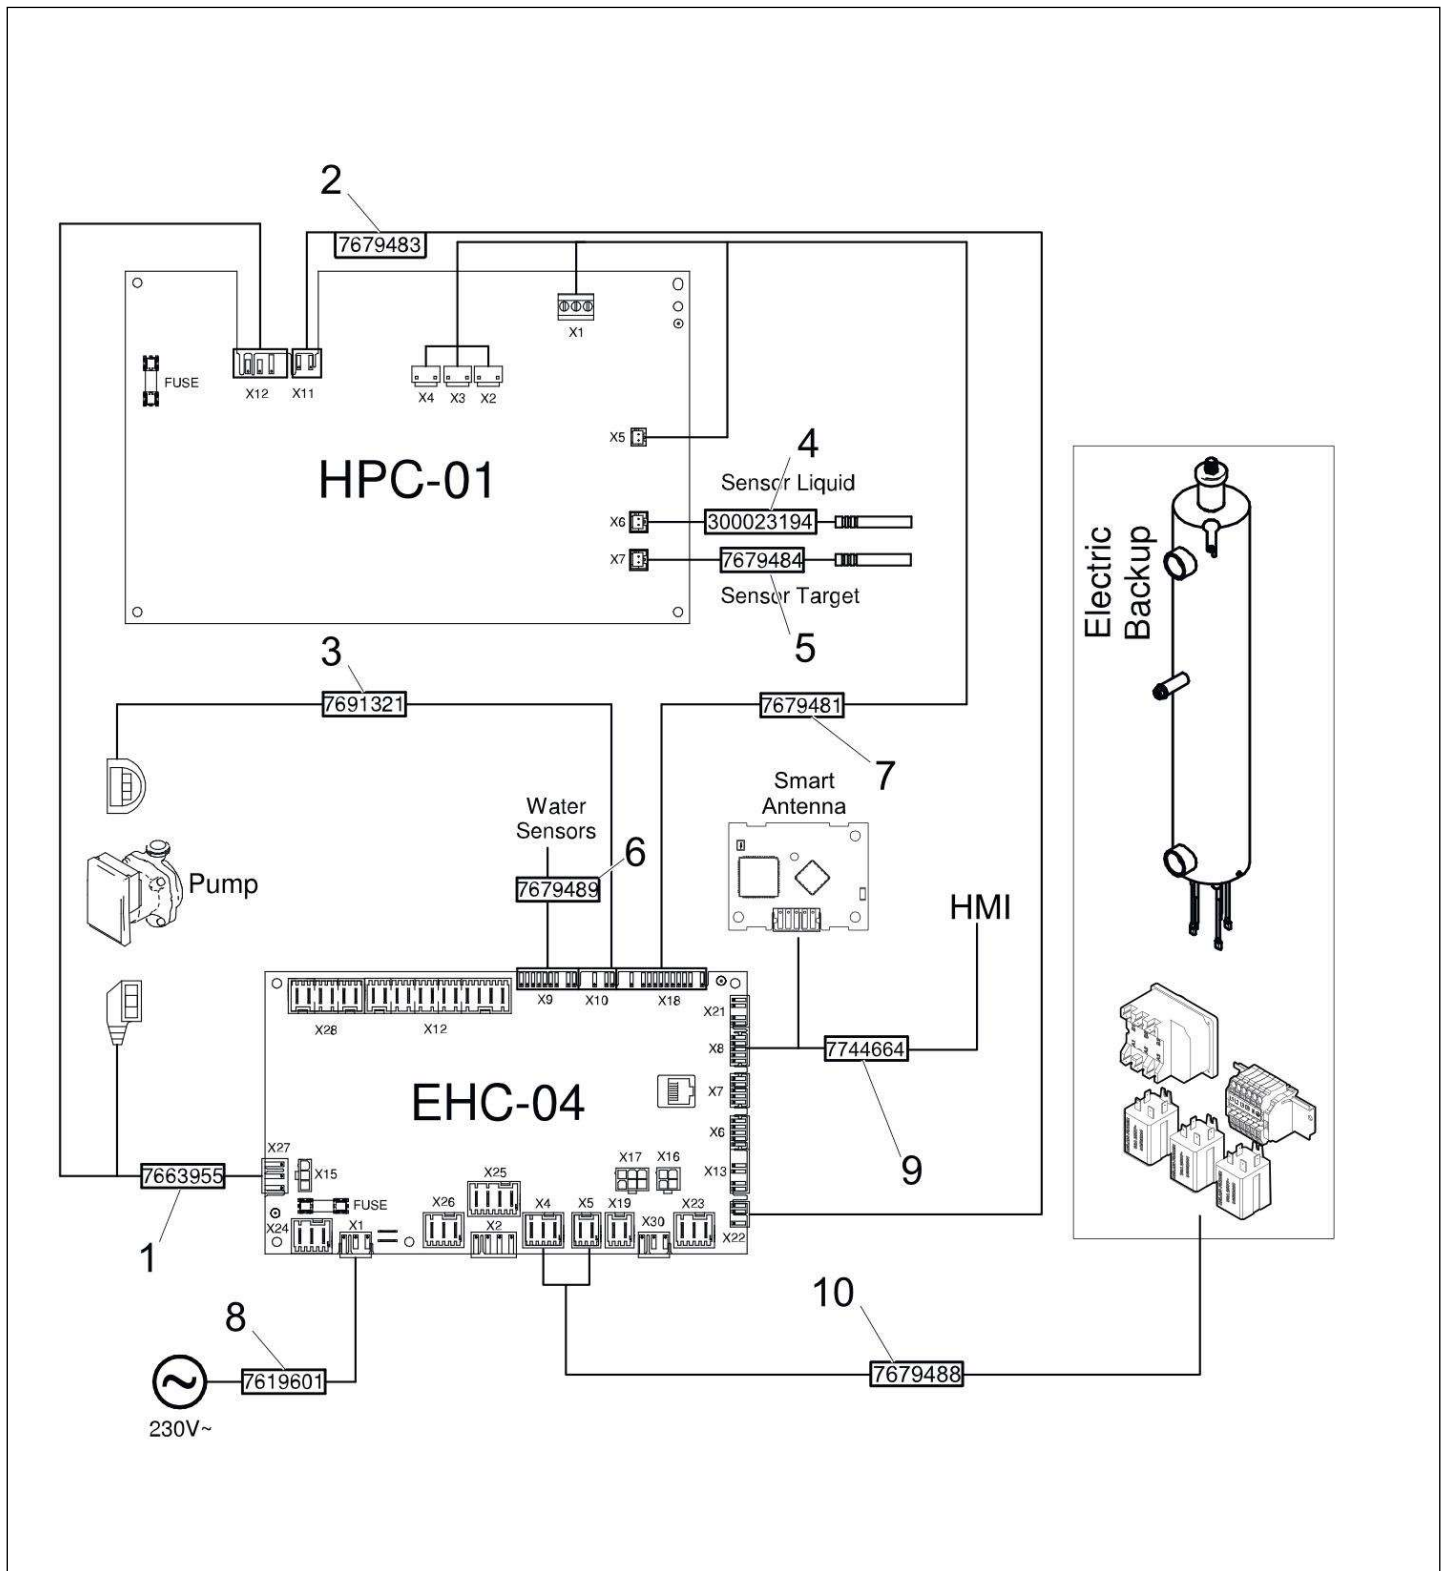 2
7679483
X1
FUSE
X12
X11
X4
X3
X2
X5
HPC-01
4
Sensor Liquid
X6
300023194
X7
7679484
Sensor Target
5
Electric
Backup
3
7691321
7679481
7
Smart
Antenna
Water
Sensors
6
7679489
Pump
HMI
X9
X10
X18
X28
X12
X21
X8
7744664
EHC-04
X7
X6
9
X27
X15
X17
X16
X13
7663955
X25
FUSE
X26
X4
X5
X19
X23
X24
X1
X2
X30
X22
1
10
8
7619601
7679488
230V~